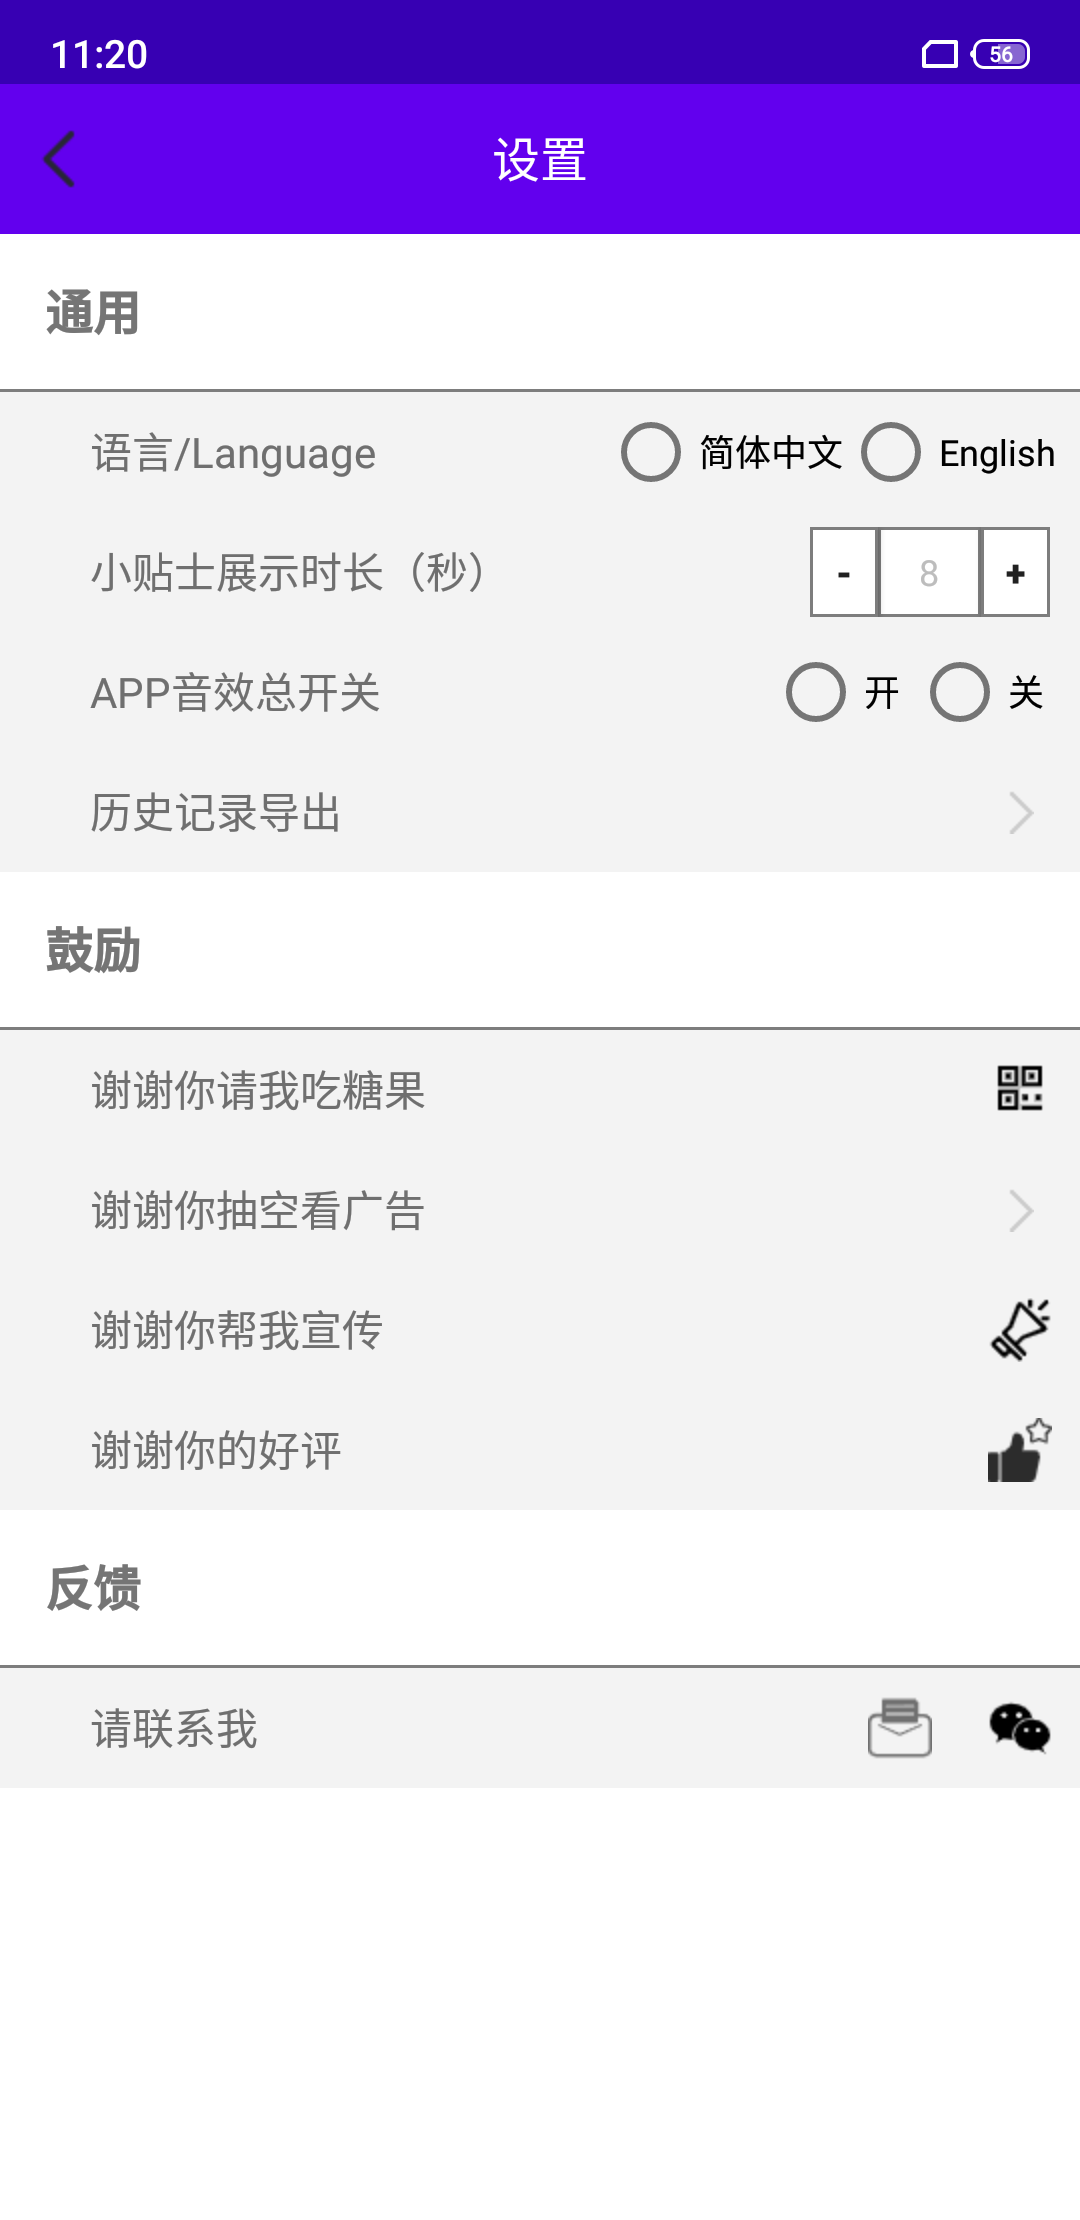 11:20
56
设置
通用
语言/Language 简体中文 English
小贴士展示时长（秒） - 8 +
APP音效总开关 开 关
历史记录导出
鼓励
谢谢你请我吃糖果
谢谢你抽空看广告
谢谢你帮我宣传
谢谢你的好评
反馈
请联系我